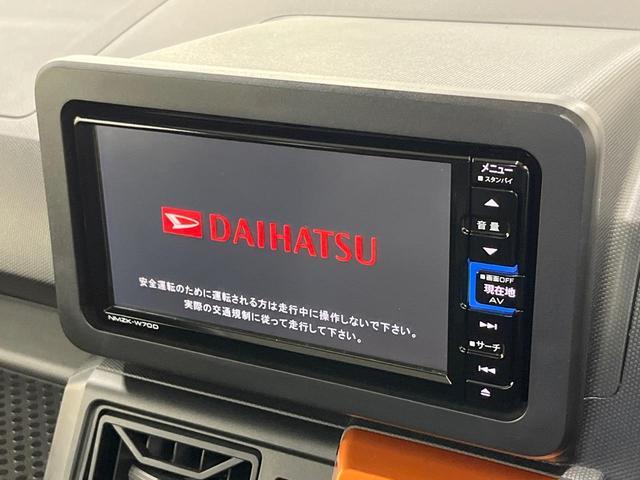 DAIHATSU
安全運転のために運転される方は走行中に操作しないで下さい。
実際の交通規制に従って走行して下さい。
NMZK-W70D
メニュー
■スタンバイ
▲
音量
▼
■画面OFF
現在地
AV
▶▶|
■サーチ
|◀◀
⏏